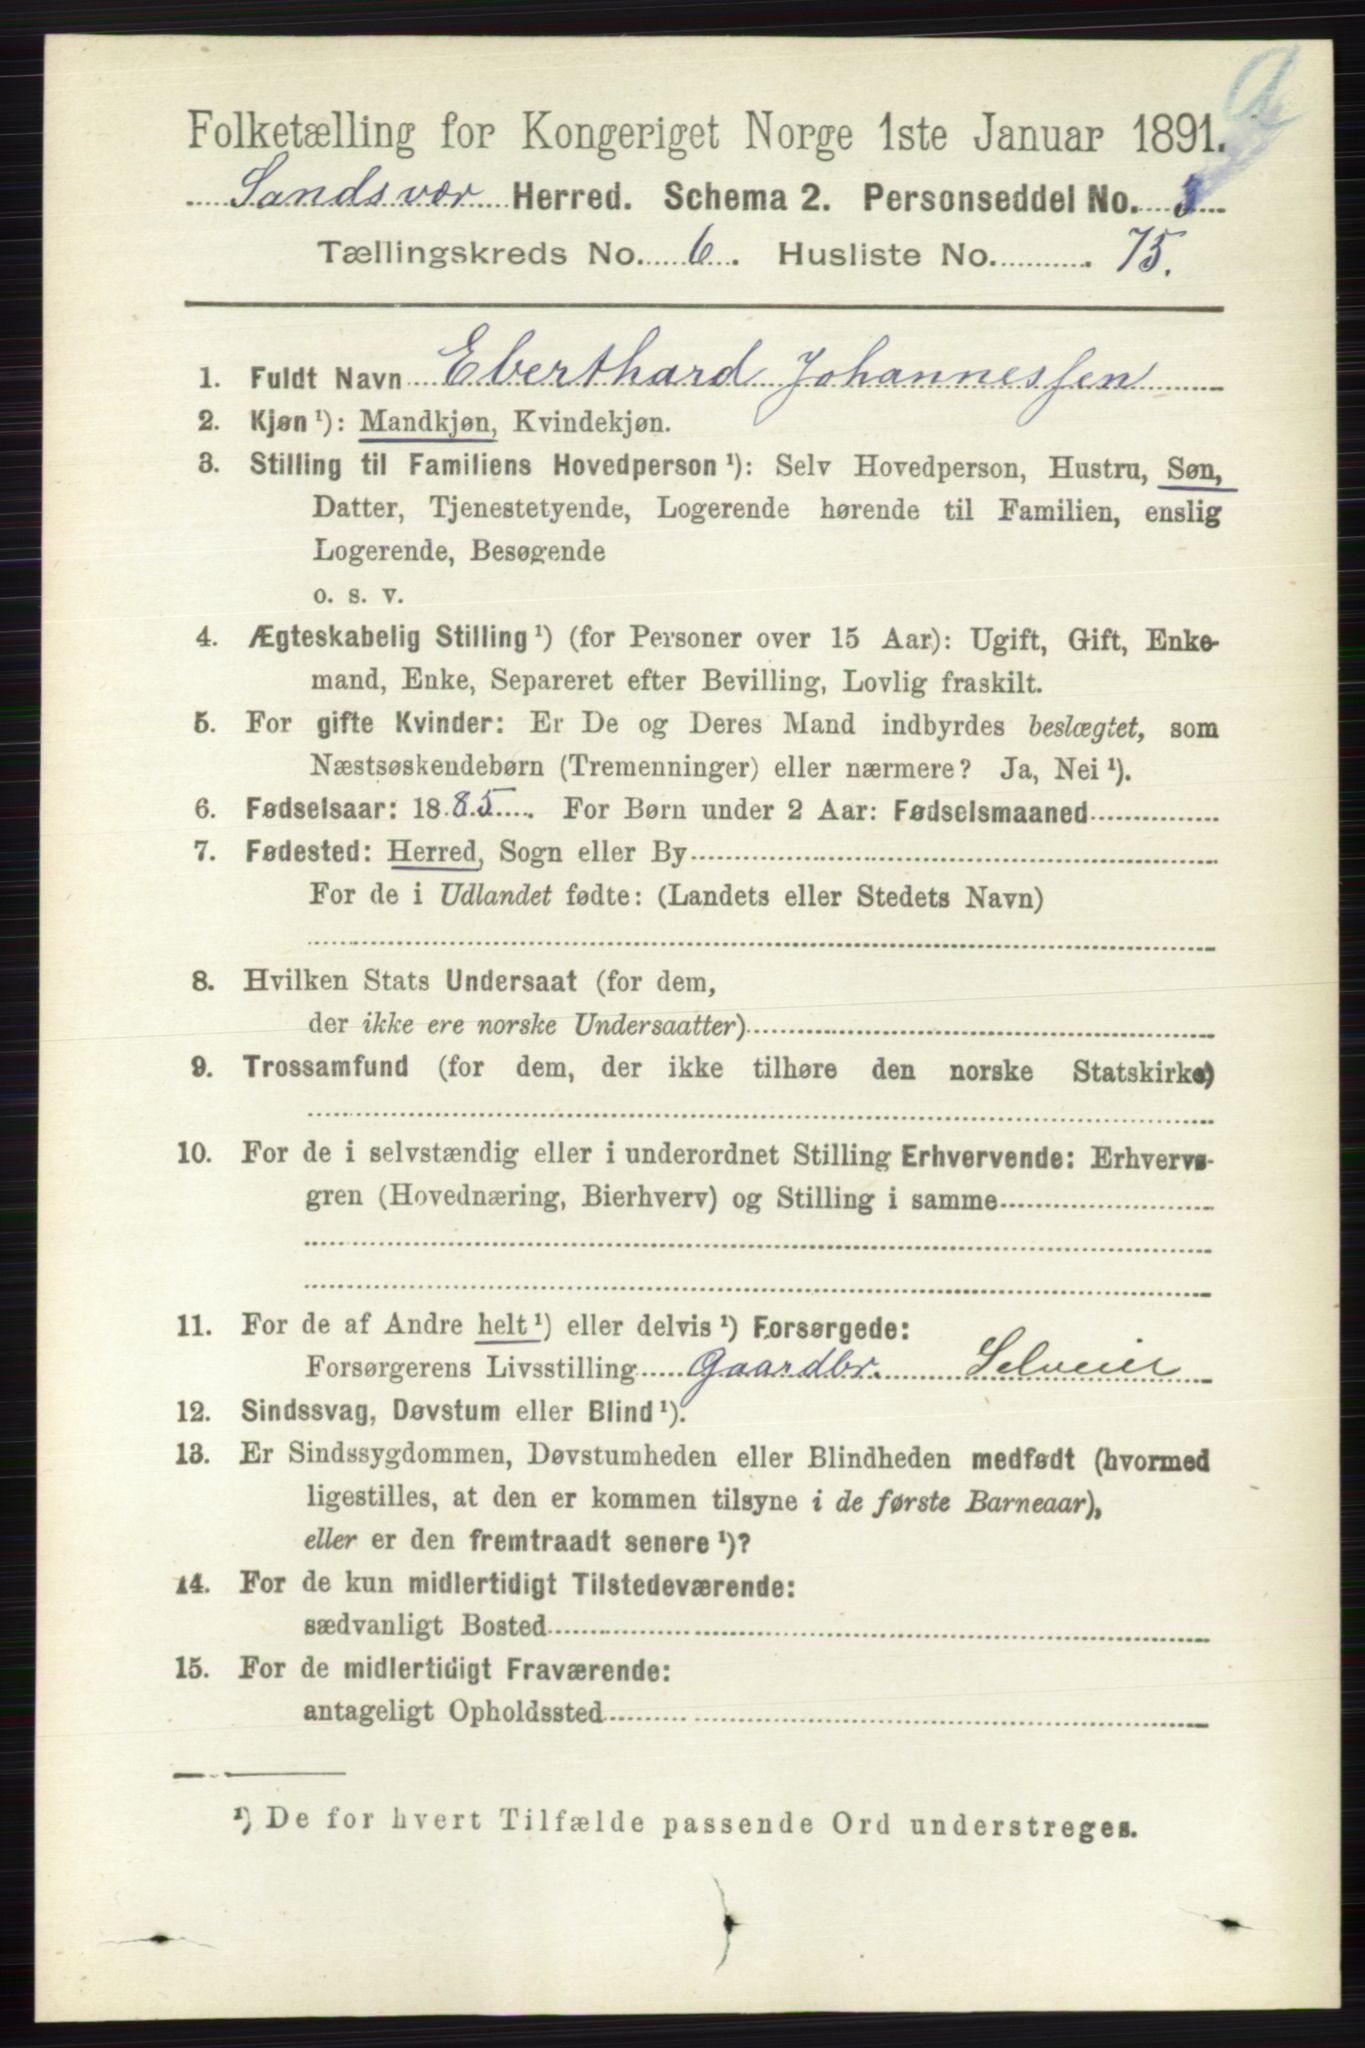 Folketælling for Kongeriget Norge 1ste Januar 1891.
Sandsvær Herred. Schema 2. Personseddel No. 3
Tællingskreds No. 6. Husliste No. 75.
1. Fuldt Navn Eberthard Johannessen
2. Kjøn ¹): Mandkjøn, Kvindekjøn.
3. Stilling til Familiens Hovedperson ¹): Selv Hovedperson, Hustru, Søn,
Datter, Tjenestetyende, Logerende hørende til Familien, enslig
Logerende, Besøgende
o. s. v.
4. Ægteskabelig Stilling ¹) (for Personer over 15 Aar): Ugift, Gift, Enke-
mand, Enke, Separeret efter Bevilling, Lovlig fraskilt.
5. For gifte Kvinder: Er De og Deres Mand indbyrdes beslægtet, som
Næstsøskendebørn (Tremenninger) eller nærmere? Ja, Nei ¹).
6. Fødselsaar: 1885. For Børn under 2 Aar: Fødselsmaaned
7. Fødested: Herred, Sogn eller By
For de i Udlandet fødte: (Landets eller Stedets Navn)
8. Hvilken Stats Undersaat (for dem,
der ikke ere norske Undersaatter)
9. Trossamfund (for dem, der ikke tilhøre den norske Statskirke)
10. For de i selvstændig eller i underordnet Stilling Erhvervende: Erhvervs-
gren (Hovednæring, Bierhverv) og Stilling i samme
11. For de af Andre helt ¹) eller delvis ¹) Forsørgede:
Forsørgerens Livsstilling Gaardbr. Selveier
12. Sindssvag, Døvstum eller Blind ¹).
13. Er Sindssygdommen, Døvstumheden eller Blindheden medfødt (hvormed
ligestilles, at den er kommen tilsyne i de første Barneaar),
eller er den fremtraadt senere ¹)?
14. For de kun midlertidigt Tilstedeværende:
sædvanligt Bosted
15. For de midlertidigt Fraværende:
antageligt Opholdssted
¹) De for hvert Tilfælde passende Ord understreges.